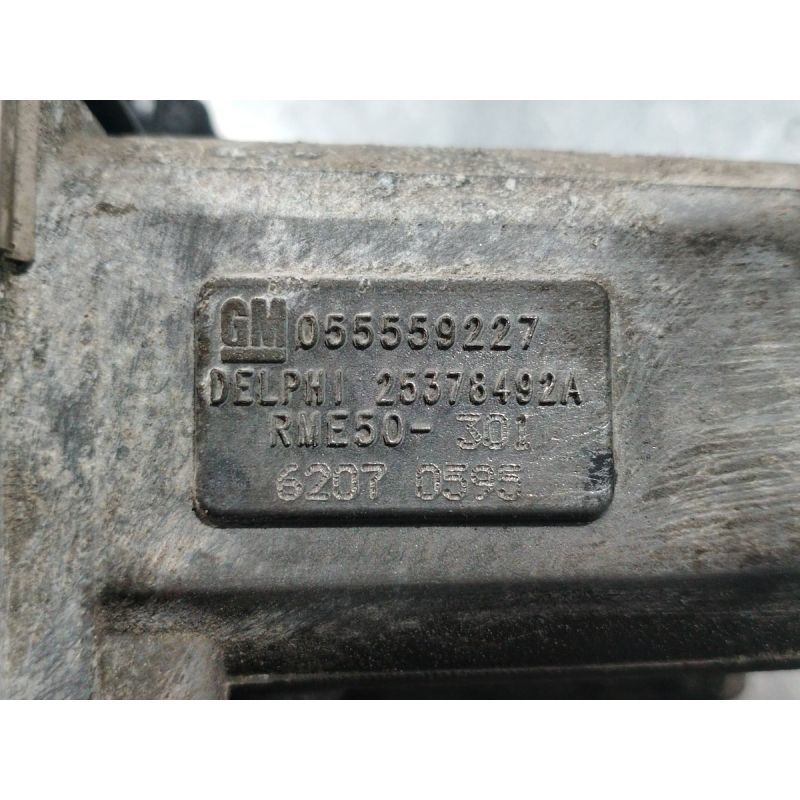 GM 055559227
DELPHI 25378492A
RME50- 301
6207 0595